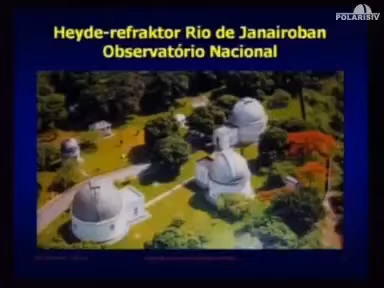 POLARISTV
Heyde-refraktor Rio de Janairoban
Observatório Nacional